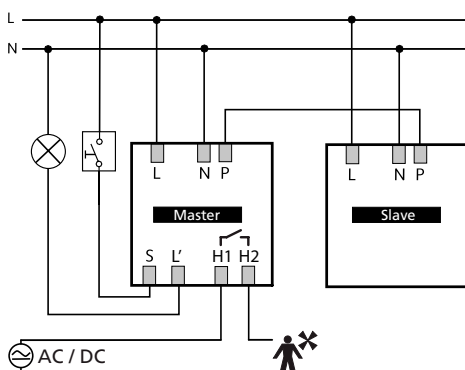 L
N
L N P L N P
Master Slave
S L' H1 H2
AC / DC